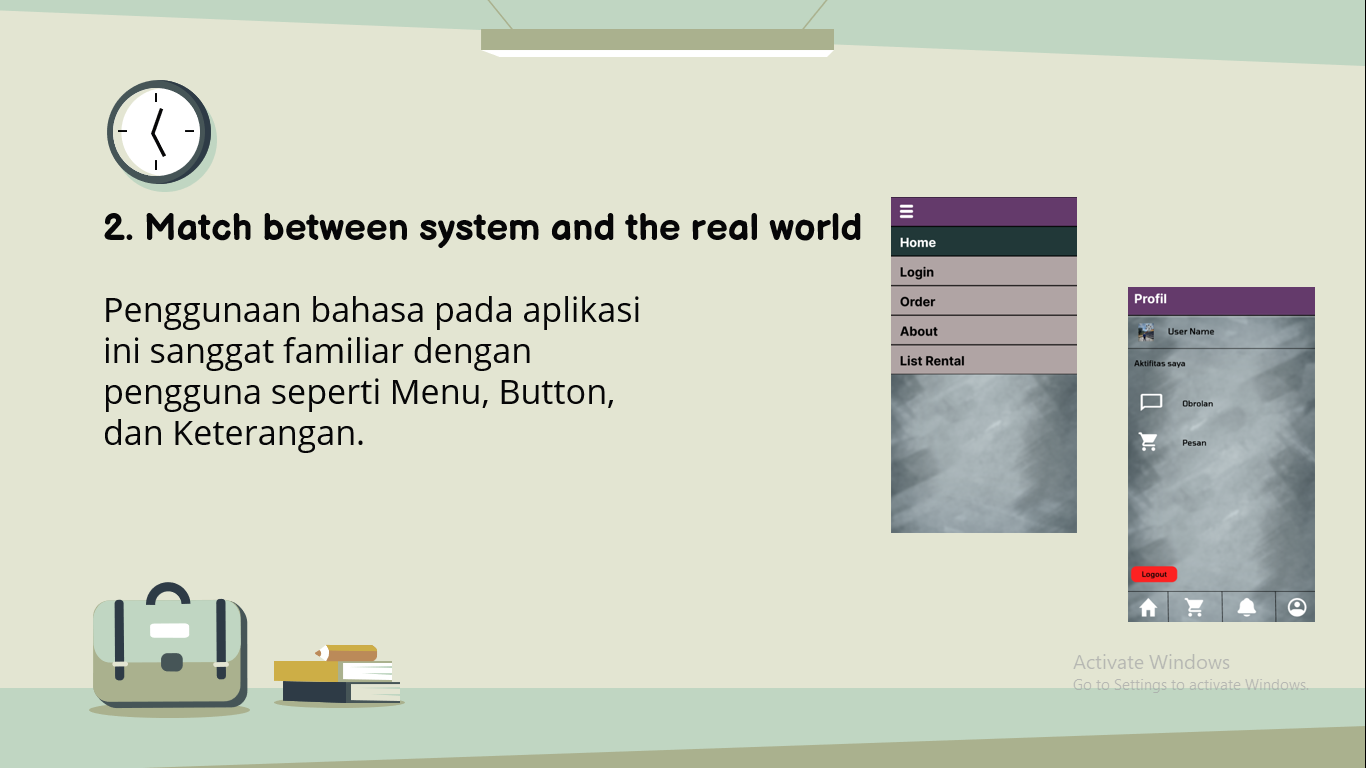 2. Match between system and the real world
Penggunaan bahasa pada aplikasi
ini sanggat familiar dengan
pengguna seperti Menu, Button,
dan Keterangan.
Home
Login
Order
About
List Rental
Profil
User Name
Aktifitas saya
Obrolan
Pesan
Logout
Activate Windows
Go to Settings to activate Windows.